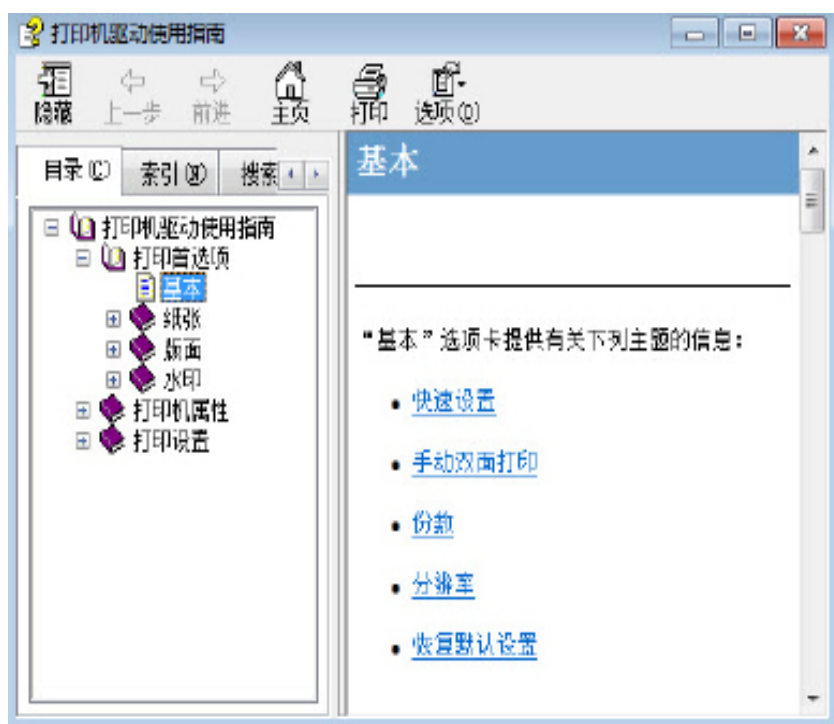 打印机驱动使用指南
隐藏 上一步 前进 主页 打印 选项(O)
目录(C) 索引(N) 搜索
打印机驱动使用指南
打印首选项
基本
纸张
版面
水印
打印机属性
打印设置
基本
“基本”选项卡提供有关下列主题的信息：
快速设置
手动双面打印
份数
分辨率
恢复默认设置